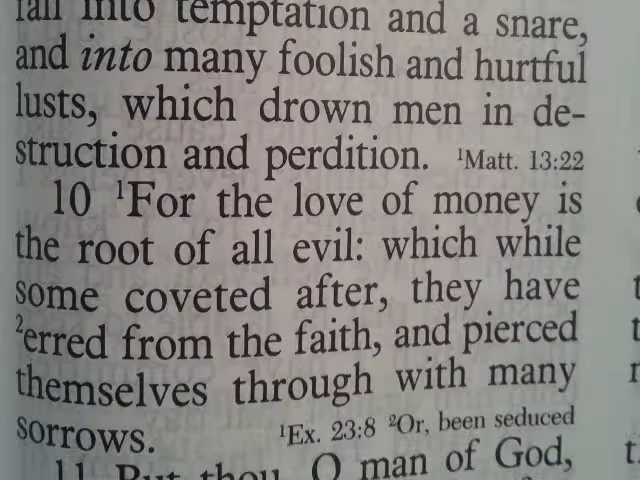 fall into temptation and a snare,
and into many foolish and hurtful
lusts, which drown men in de-
struction and perdition. ¹Matt. 13:22
10 ¹For the love of money is
the root of all evil: which while
some coveted after, they have
²erred from the faith, and pierced
themselves through with many
sorrows. ¹Ex. 23:8 ²Or, been seduced
11 But thou, O man of God,